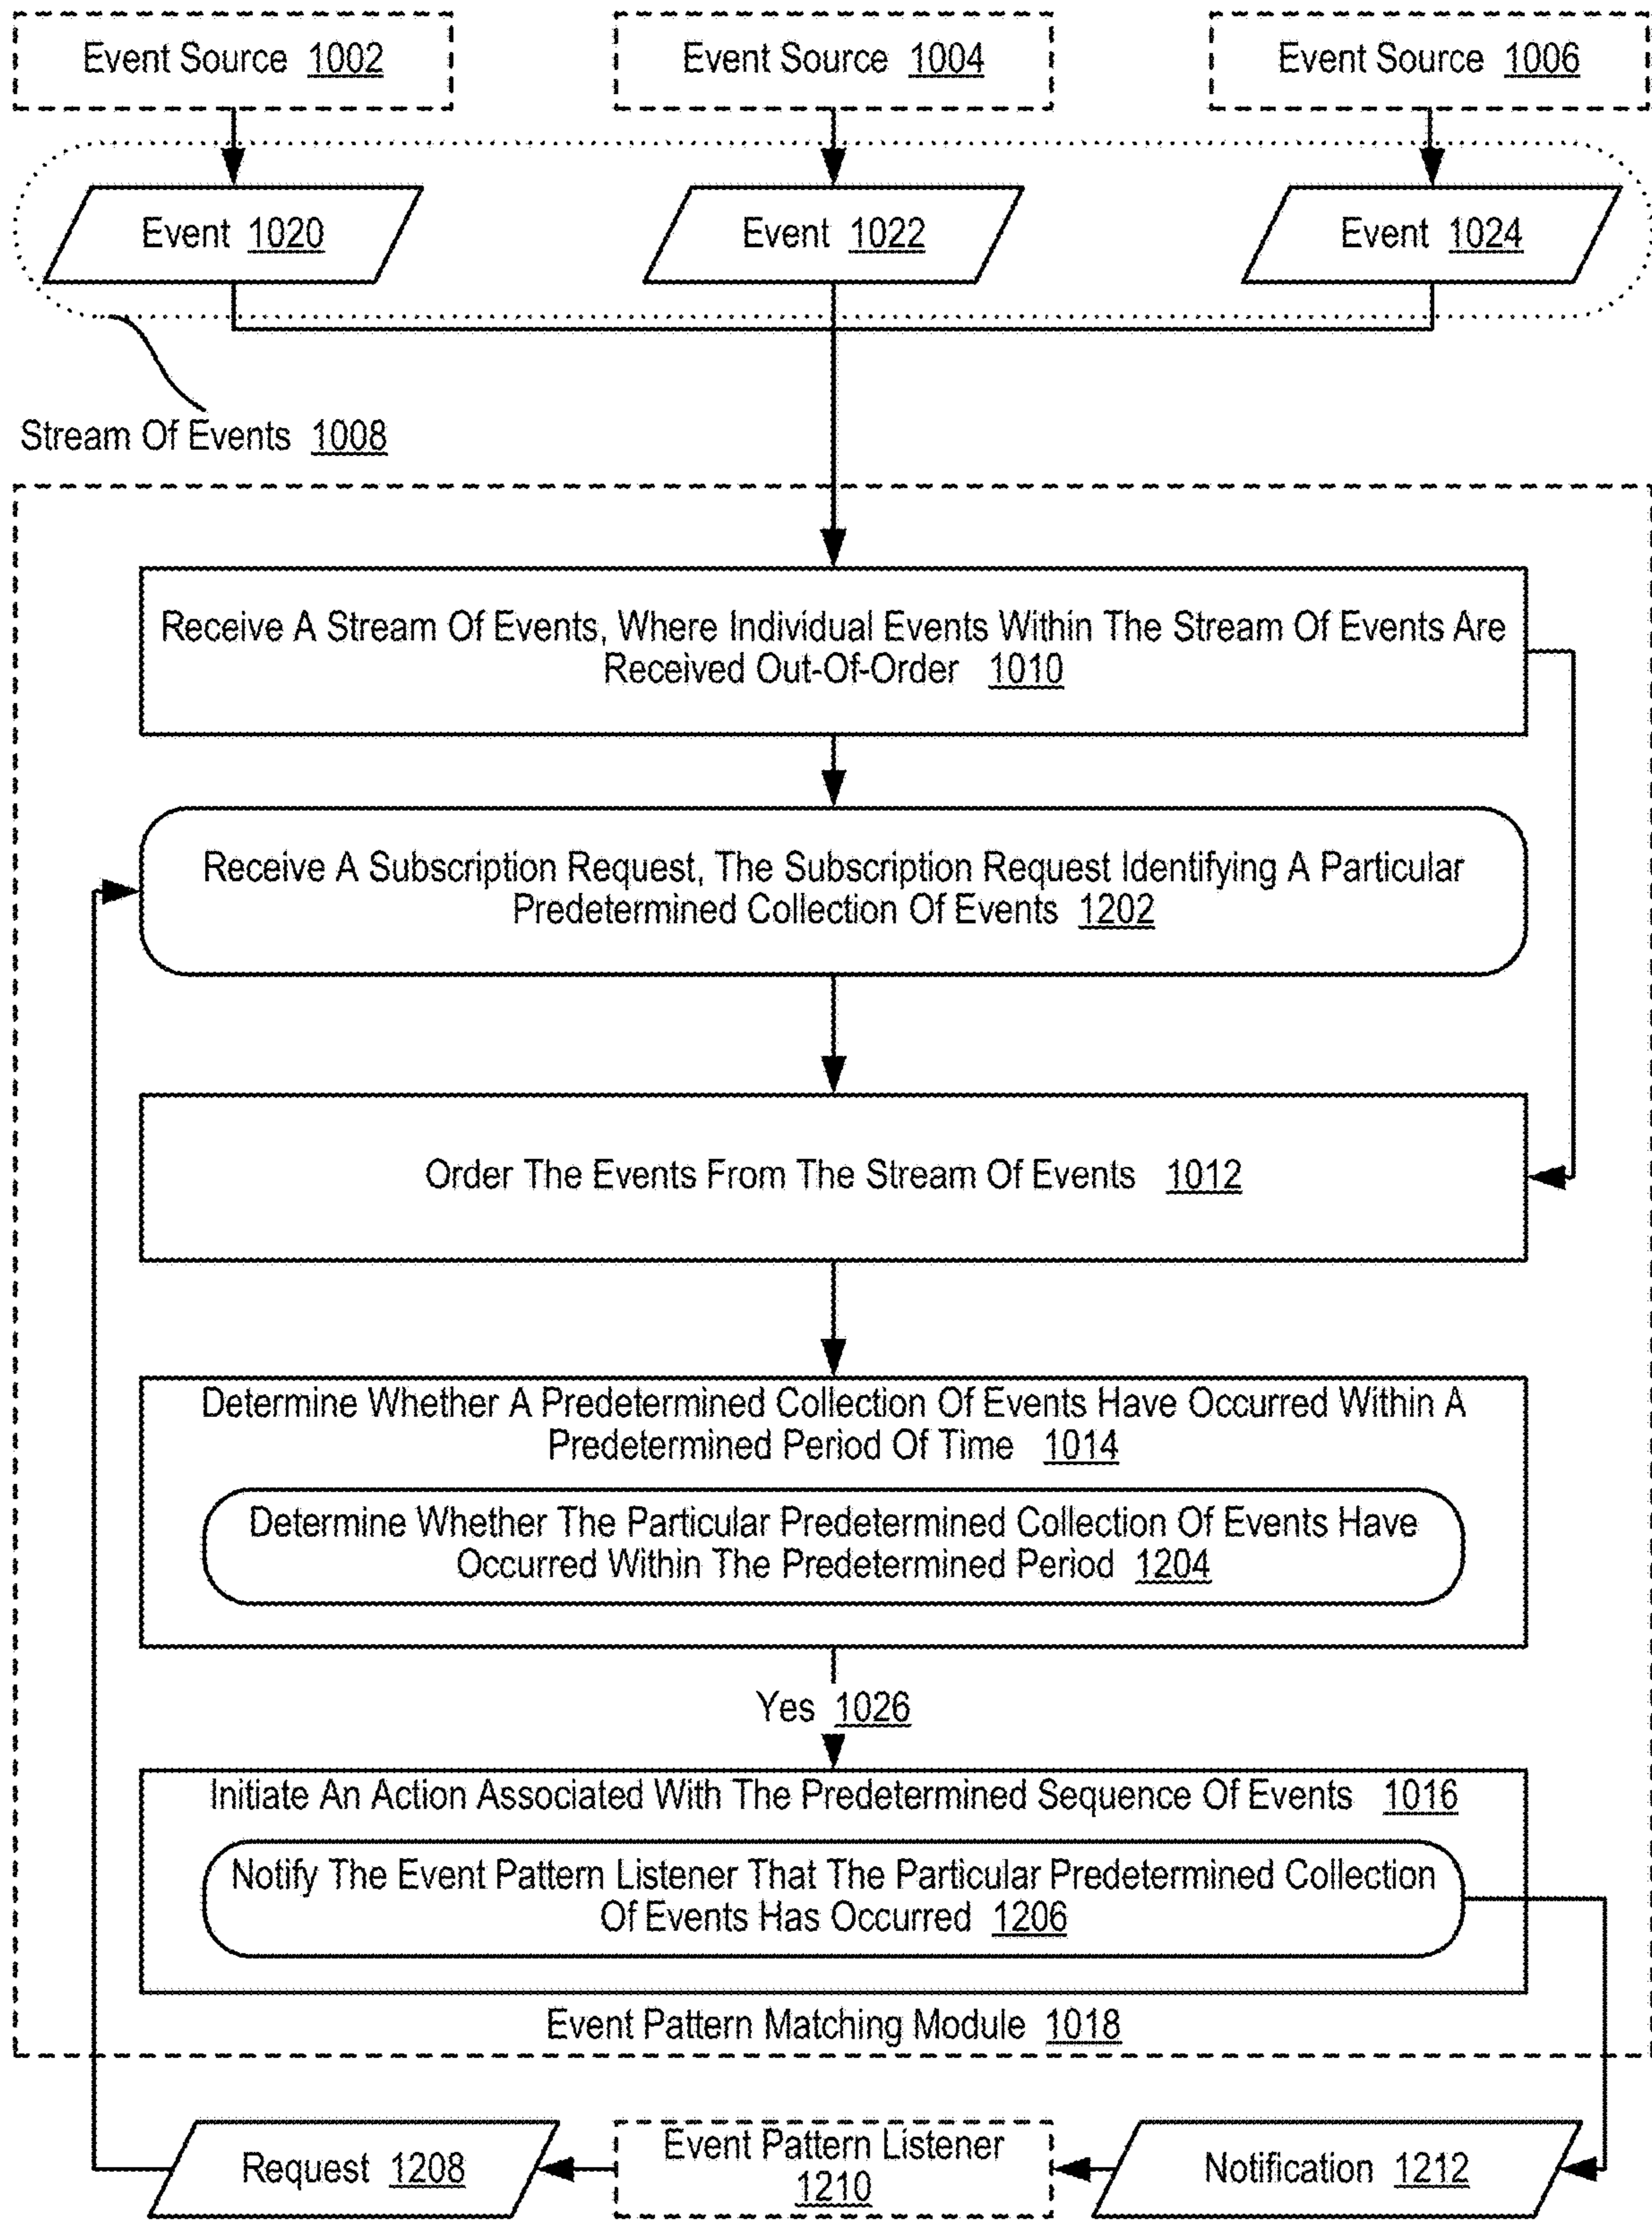 Event Source 1002
Event Source 1004
Event Source 1006
Event 1020
Event 1022
Event 1024
Stream Of Events 1008
Receive A Stream Of Events, Where Individual Events Within The Stream Of Events Are
Received Out-Of-Order 1010
Receive A Subscription Request, The Subscription Request Identifying A Particular
Predetermined Collection Of Events 1202
Order The Events From The Stream Of Events 1012
Determine Whether A Predetermined Collection Of Events Have Occurred Within A
Predetermined Period Of Time 1014
Determine Whether The Particular Predetermined Collection Of Events Have
Occurred Within The Predetermined Period 1204
Yes 1026
Initiate An Action Associated With The Predetermined Sequence Of Events 1016
Notify The Event Pattern Listener That The Particular Predetermined Collection
Of Events Has Occurred 1206
Event Pattern Matching Module 1018
Request 1208
Event Pattern Listener
1210
Notification 1212